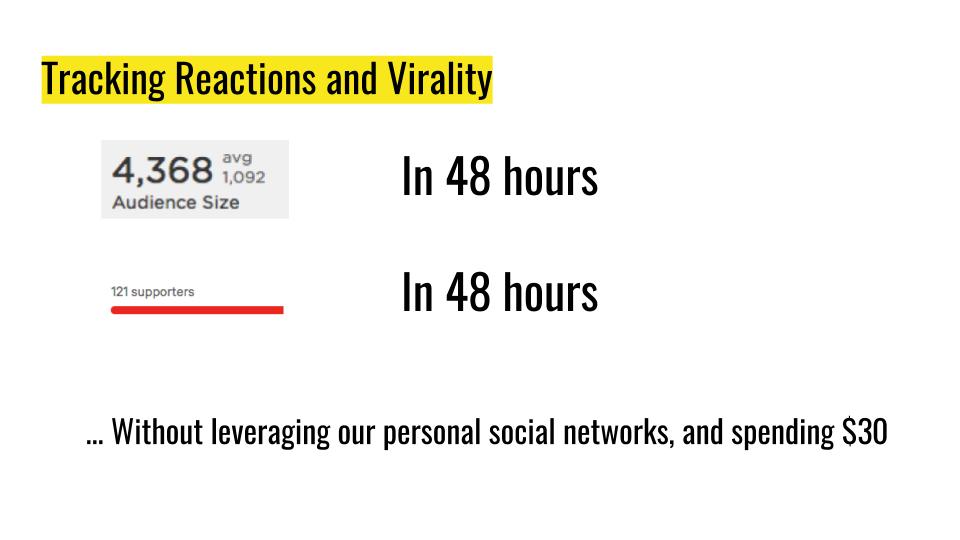 Tracking Reactions and Virality
4,368 avg 1,092
Audience Size
In 48 hours
121 supporters
In 48 hours
... Without leveraging our personal social networks, and spending $30